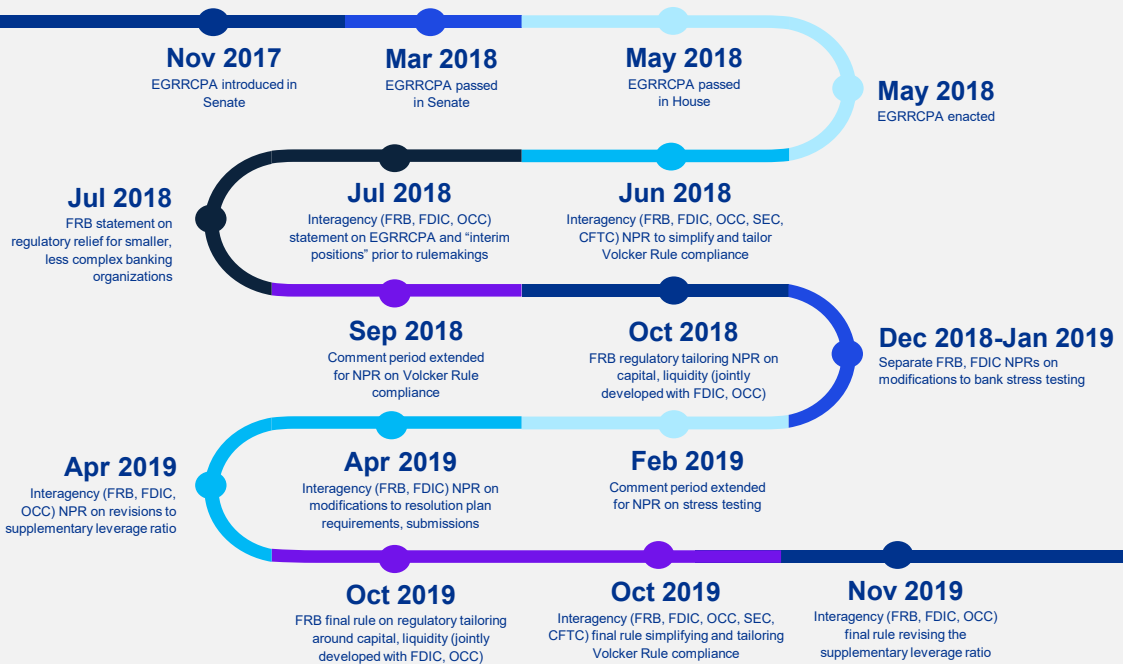 Nov 2017
EGRRCPA introduced in
Senate
Mar 2018
EGRRCPA passed
in Senate
May 2018
EGRRCPA passed
in House
May 2018
EGRRCPA enacted
Jun 2018
Interagency (FRB, FDIC, OCC, SEC,
CFTC) NPR to simplify and tailor
Volcker Rule compliance
Jul 2018
Interagency (FRB, FDIC, OCC)
statement on EGRRCPA and “interim
positions” prior to rulemakings
Jul 2018
FRB statement on
regulatory relief for smaller,
less complex banking
organizations
Sep 2018
Comment period extended
for NPR on Volcker Rule
compliance
Oct 2018
FRB regulatory tailoring NPR on
capital, liquidity (jointly
developed with FDIC, OCC)
Dec 2018-Jan 2019
Separate FRB, FDIC NPRs on
modifications to bank stress testing
Feb 2019
Comment period extended
for NPR on stress testing
Apr 2019
Interagency (FRB, FDIC) NPR on
modifications to resolution plan
requirements, submissions
Apr 2019
Interagency (FRB, FDIC,
OCC) NPR on revisions to
supplementary leverage ratio
Oct 2019
FRB final rule on regulatory tailoring
around capital, liquidity (jointly
developed with FDIC, OCC)
Oct 2019
Interagency (FRB, FDIC, OCC, SEC,
CFTC) final rule simplifying and tailoring
Volcker Rule compliance
Nov 2019
Interagency (FRB, FDIC, OCC)
final rule revising the
supplementary leverage ratio